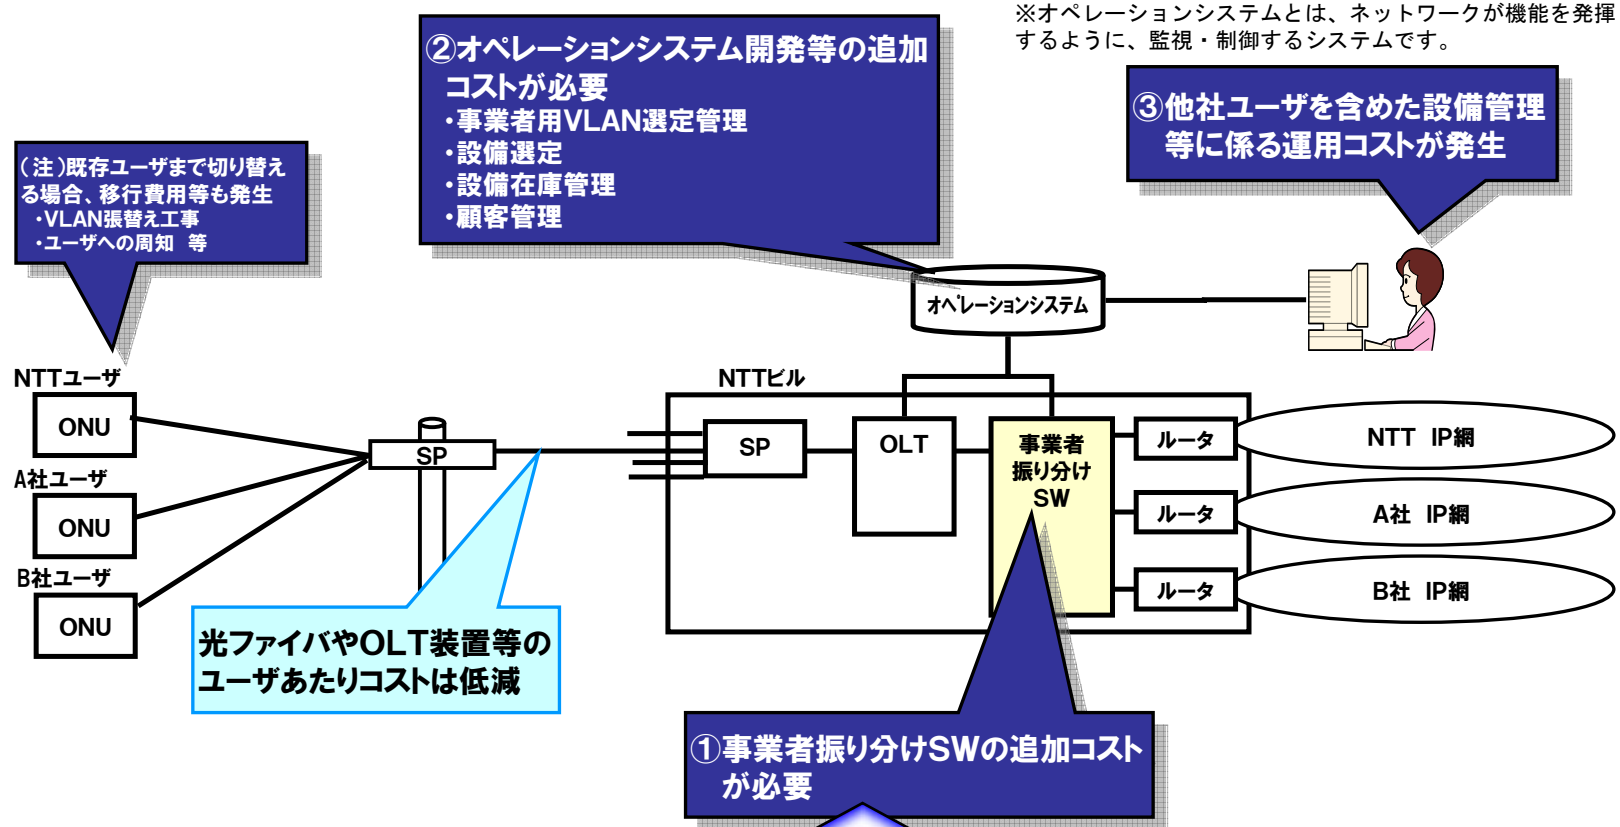 ※オペレーションシステムとは、ネットワークが機能を発揮
するように、監視・制御するシステムです。
②オペレーションシステム開発等の追加
コストが必要
・事業者用VLAN選定管理
・設備選定
・設備在庫管理
・顧客管理
③他社ユーザを含めた設備管理
等に係る運用コストが発生
(注)既存ユーザまで切り替え
る場合、移行費用等も発生
・VLAN張替え工事
・ユーザへの周知 等
オペレーションシステム
NTTユーザ
ONU
A社ユーザ
ONU
B社ユーザ
ONU
SP
NTTビル
SP
OLT
事業者
振り分け
SW
ルータ
NTT IP網
ルータ
A社 IP網
ルータ
B社 IP網
光ファイバやOLT装置等の
ユーザあたりコストは低減
①事業者振り分けSWの追加コスト
が必要